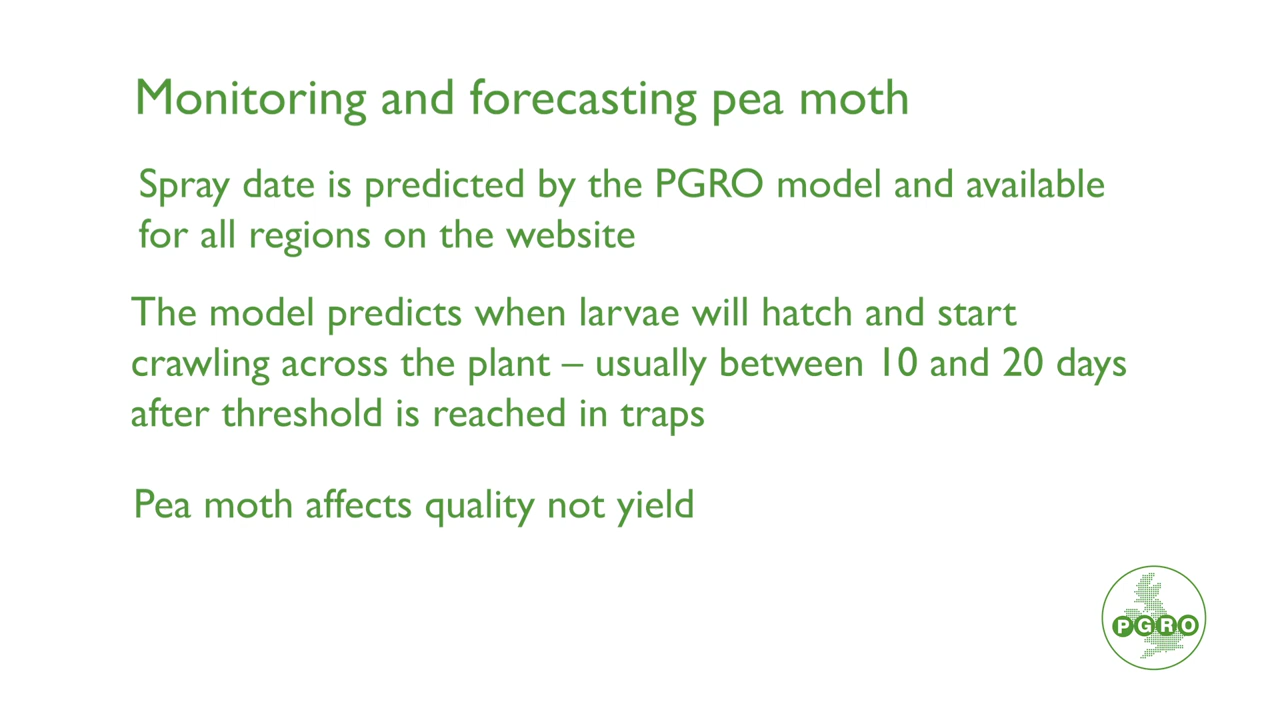 Monitoring and forecasting pea moth
Spray date is predicted by the PGRO model and available
for all regions on the website
The model predicts when larvae will hatch and start
crawling across the plant – usually between 10 and 20 days
after threshold is reached in traps
Pea moth affects quality not yield
PGRO